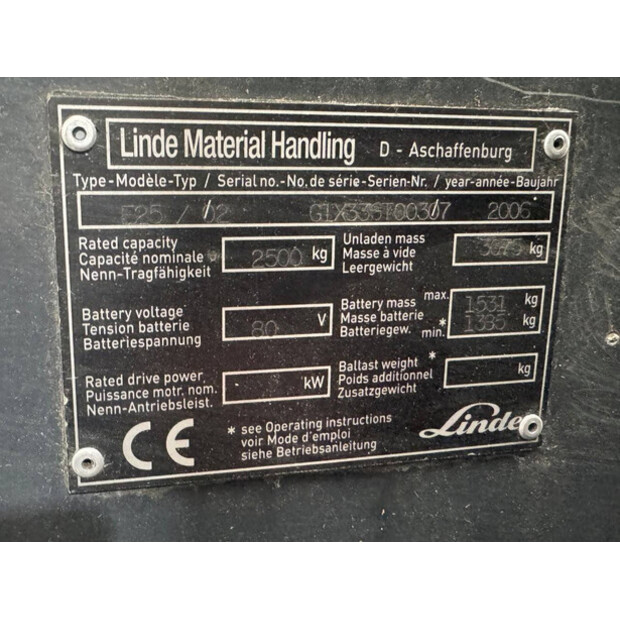 Linde Material Handling D - Aschaffenburg
Type-Modèle-Typ / Serial no.-No. de série-Serien-Nr. / year-année-Baujahr
E25 / 02 2006
Rated capacity
Capacité nominale
Nenn-Tragfähigkeit
2500 kg
Unladen mass
Masse à vide
Leergewicht
kg
Battery voltage
Tension batterie
Batteriespannung
80 V
Battery mass
Masse batterie
Batteriegew.
max. 1531 kg
* min. kg
Rated drive power
Puissance motr. nom.
Nenn-Antriebsleist.
kW
Ballast weight *
Poids additionnel
Zusatzgewicht
kg
CE
* see Operating instructions
voir Mode d'emploi
siehe Betriebsanleitung
Linde